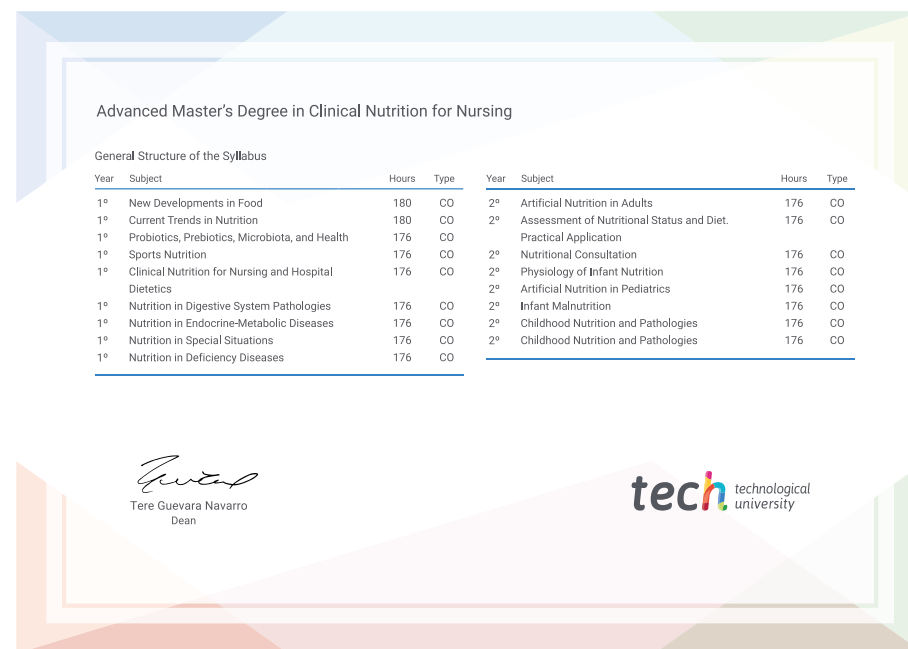 Advanced Master's Degree in Clinical Nutrition for Nursing
General Structure of the Syllabus
Year Subject Hours Type
1º New Developments in Food 180 CO
1º Current Trends in Nutrition 180 CO
1º Probiotics, Prebiotics, Microbiota, and Health 176 CO
1º Sports Nutrition 176 CO
1º Clinical Nutrition for Nursing and Hospital 176 CO
Dietetics
1º Nutrition in Digestive System Pathologies 176 CO
1º Nutrition in Endocrine-Metabolic Diseases 176 CO
1º Nutrition in Special Situations 176 CO
1º Nutrition in Deficiency Diseases 176 CO
Year Subject Hours Type
2º Artificial Nutrition in Adults 176 CO
2º Assessment of Nutritional Status and Diet. 176 CO
Practical Application
2º Nutritional Consultation 176 CO
2º Physiology of Infant Nutrition 176 CO
2º Artificial Nutrition in Pediatrics 176 CO
2º Infant Malnutrition 176 CO
2º Childhood Nutrition and Pathologies 176 CO
2º Childhood Nutrition and Pathologies 176 CO
Tere Guevara Navarro
Dean
tech technological
university